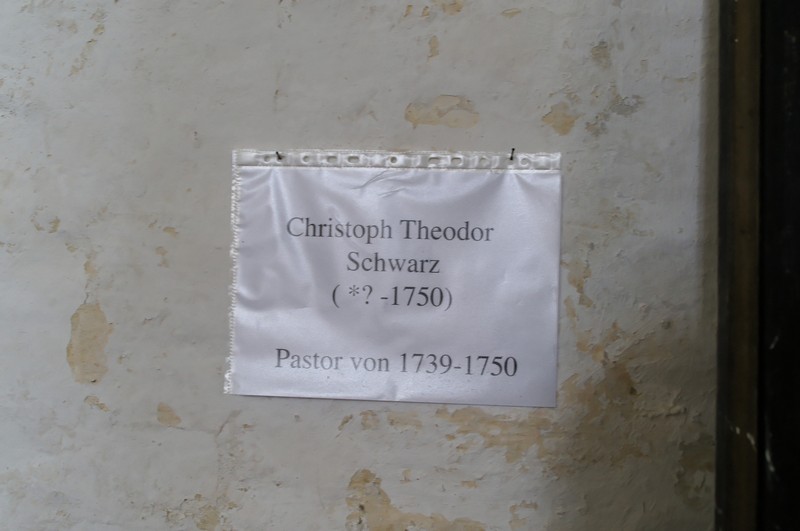 Christoph Theodor
Schwarz
( *? -1750)
Pastor von 1739-1750